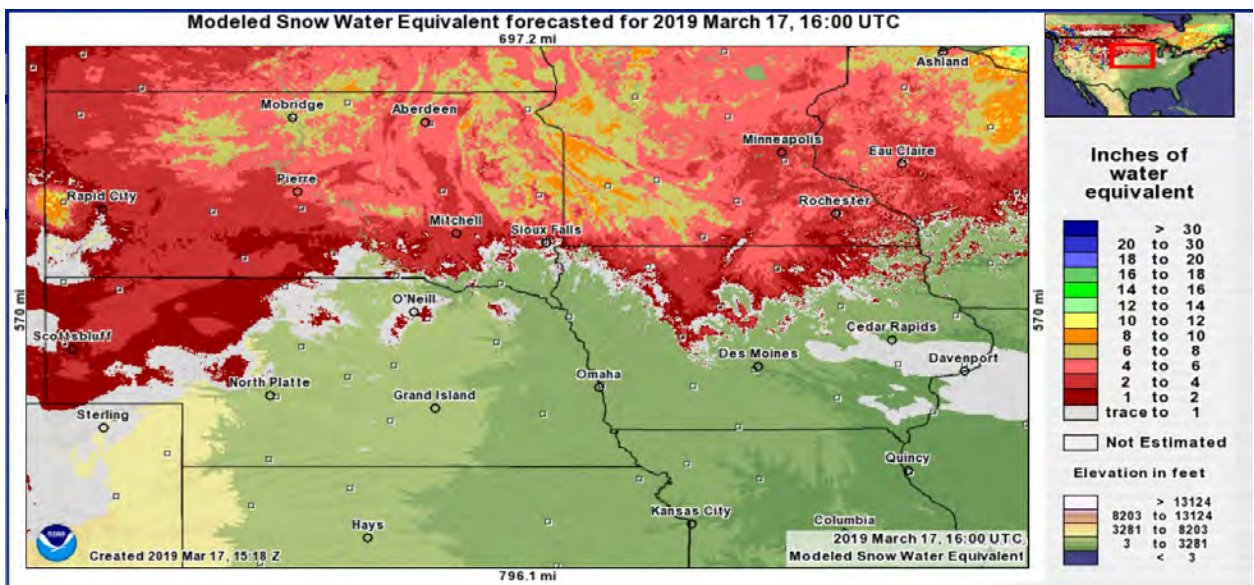 Modeled Snow Water Equivalent forecasted for 2019 March 17, 16:00 UTC
697.2 mi
Ashland
Mobridge
Aberdeen
Minneapolis
Eau Claire
Pierre
Rapid City
Rochester
Mitchell
Sioux Falls
570 mi
O'Neill
570 mi
Scottsbluff
Cedar Rapids
Des Moines
Davenport
North Platte
Omaha
Grand Island
Sterling
Quincy
Kansas City
Hays
Columbia
NOAA
Created 2019 Mar 17, 15:18 Z
2019 March 17, 16:00 UTC
Modeled Snow Water Equivalent
796.1 mi
Inches of
water
equivalent
> 30
20 to 30
18 to 20
16 to 18
14 to 16
12 to 14
10 to 12
8 to 10
6 to 8
4 to 6
2 to 4
1 to 2
trace to 1
Not Estimated
Elevation in feet
> 13124
8203 to 13124
3281 to 8203
3 to 3281
< 3